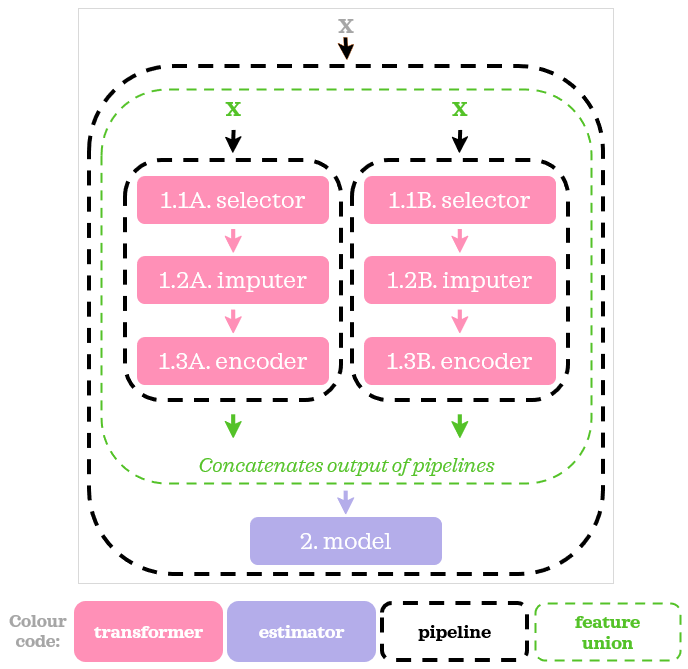 X
X
X
1.1A. selector
1.1B. selector
1.2A. imputer
1.2B. imputer
1.3A. encoder
1.3B. encoder
Concatenates output of pipelines
2. model
Colour
code:
transformer
estimator
pipeline
feature
union